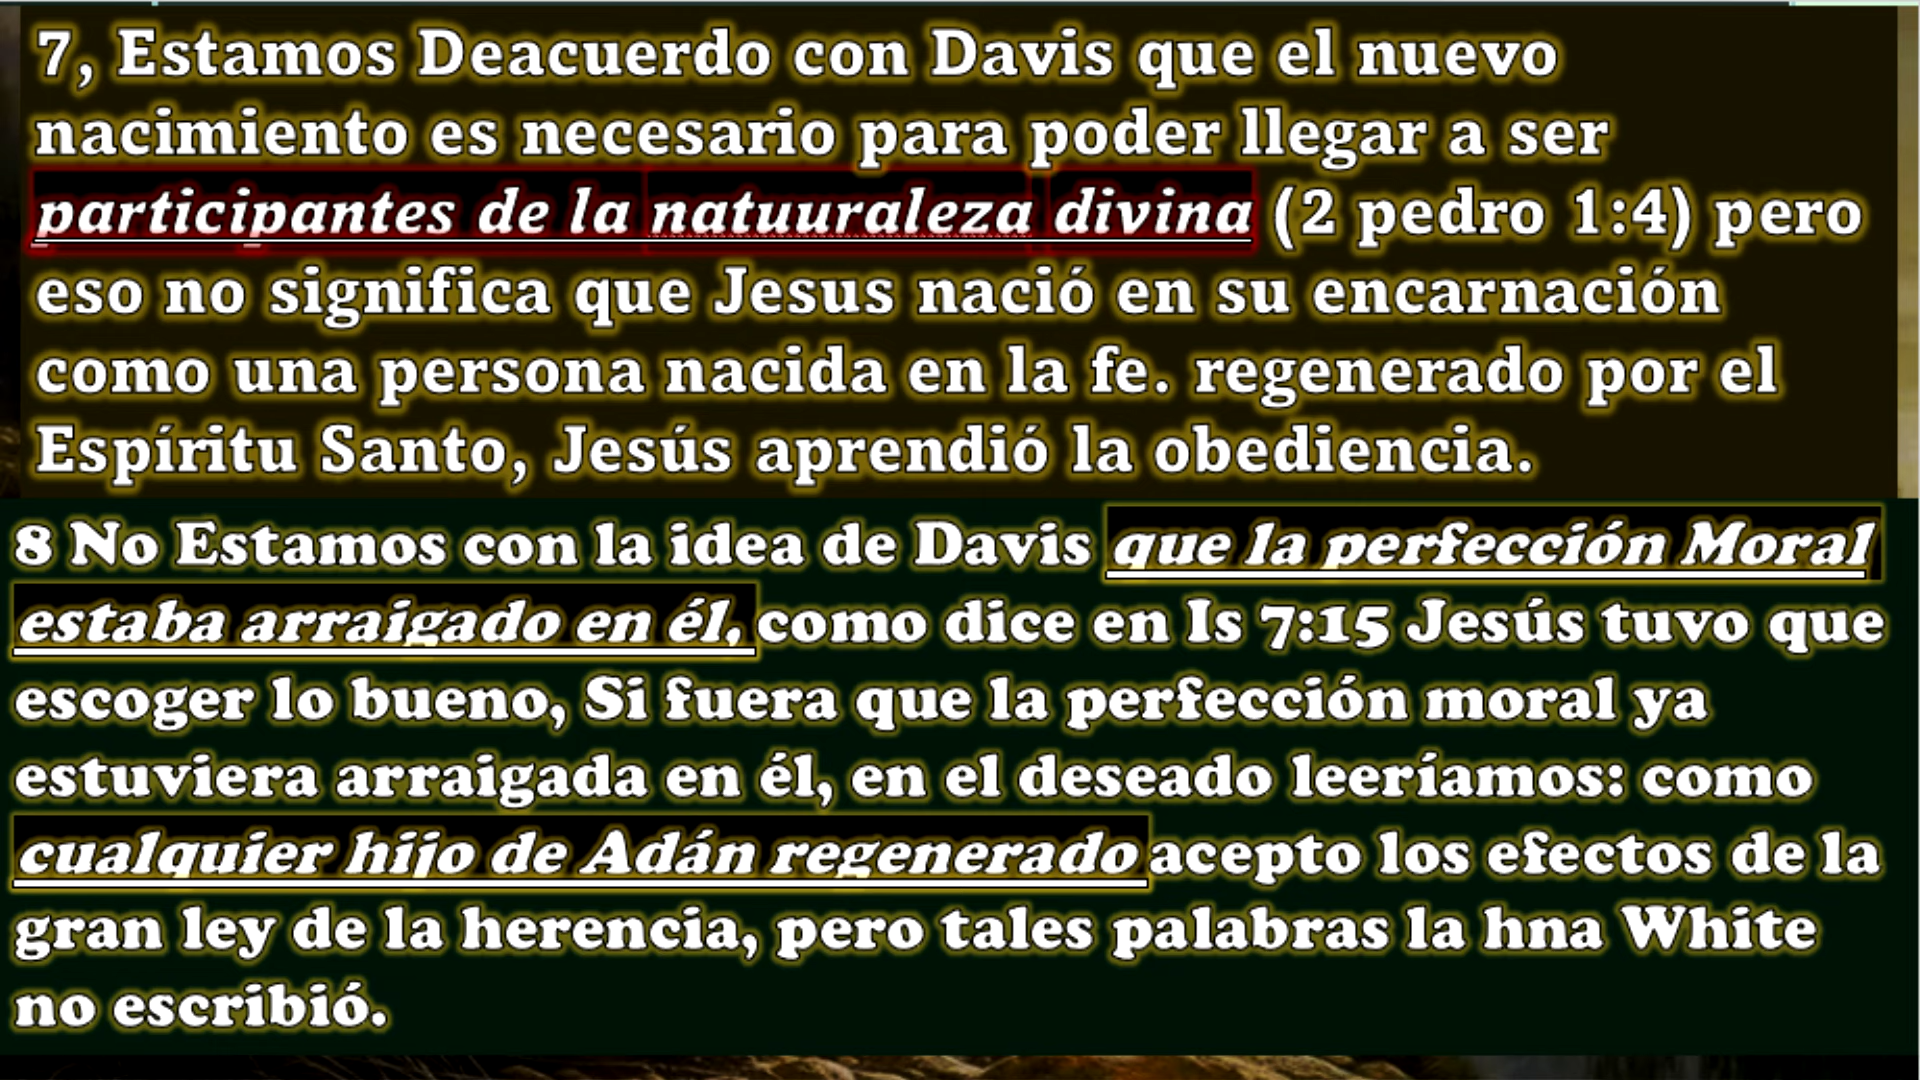 7, Estamos Deacuerdo con Davis que el nuevo
nacimiento es necesario para poder llegar a ser
participantes de la natuuraleza divina (2 pedro 1:4) pero
eso no significa que Jesus nació en su encarnación
como una persona nacida en la fe. regenerado por el
Espíritu Santo, Jesús aprendió la obediencia.
8 No Estamos con la idea de Davis que la perfección Moral
estaba arraigado en él, como dice en Is 7:15 Jesús tuvo que
escoger lo bueno, Si fuera que la perfección moral ya
estuviera arraigada en él, en el deseado leeríamos: como
cualquier hijo de Adán regenerado acepto los efectos de la
gran ley de la herencia, pero tales palabras la hna White
no escribió.